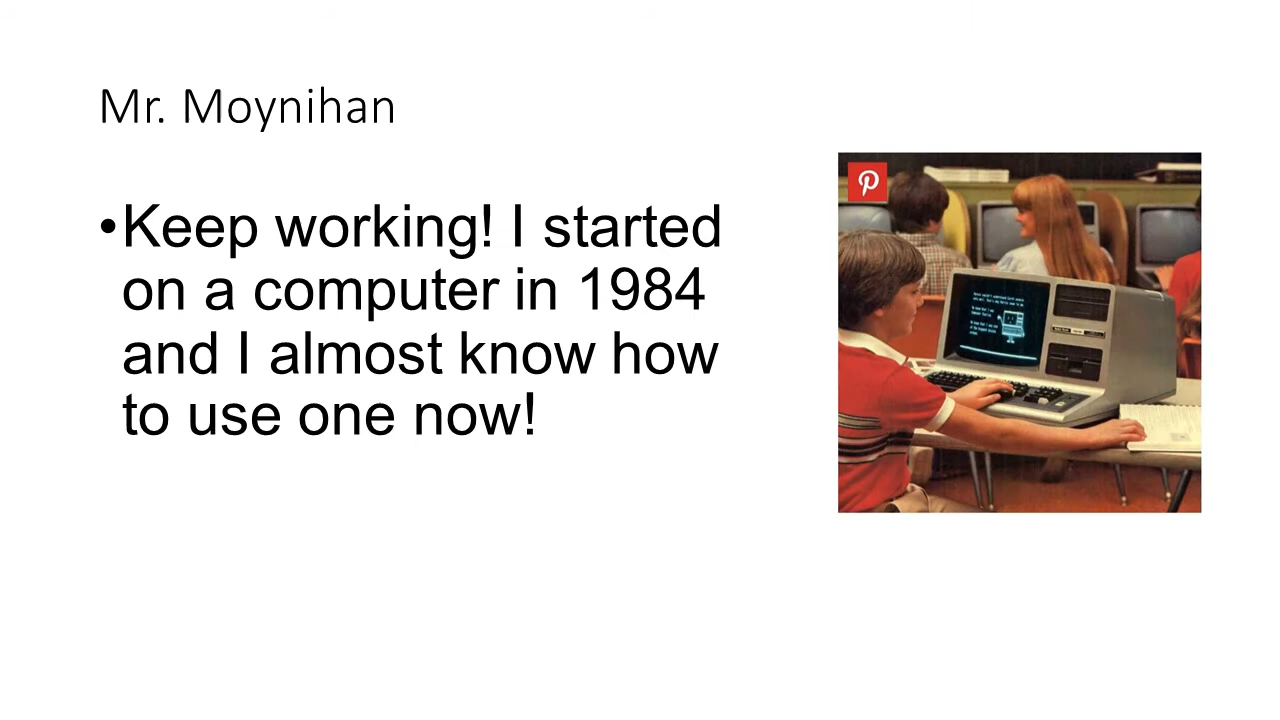 Mr. Moynihan
•Keep working! I started
on a computer in 1984
and I almost know how
to use one now!